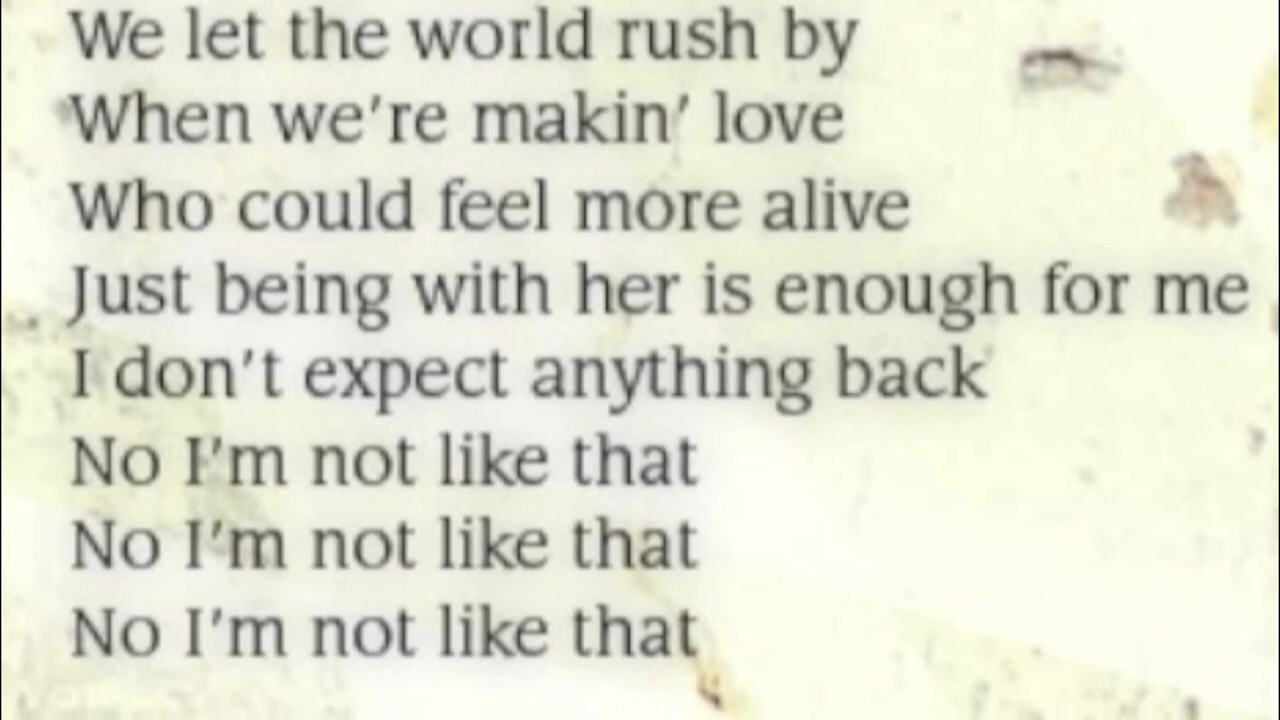 We let the world rush by
When we're makin' love
Who could feel more alive
Just being with her is enough for me
I don't expect anything back
No I'm not like that
No I'm not like that
No I'm not like that